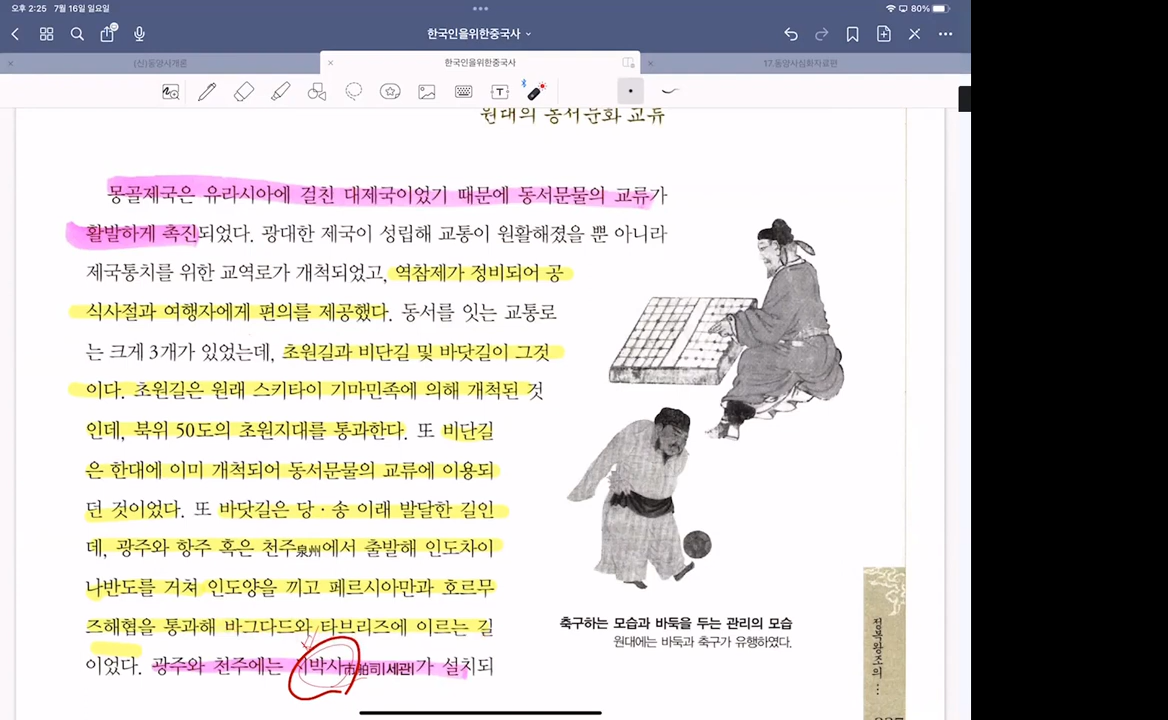 오후 2:25 7월 16일 일요일
80%
한국인을위한중국사
(신)동양사개론
한국인을위한중국사
17.동양사심화자료편
원대의 동서문화 교류
몽골제국은 유라시아에 걸친 대제국이었기 때문에 동서문물의 교류가
활발하게 촉진되었다. 광대한 제국이 성립해 교통이 원활해졌을 뿐 아니라
제국통치를 위한 교역로가 개척되었고, 역참제가 정비되어 공
식사절과 여행자에게 편의를 제공했다. 동서를 잇는 교통로
는 크게 3개가 있었는데, 초원길과 비단길 및 바닷길이 그것
이다. 초원길은 원래 스키타이 기마민족에 의해 개척된 것
인데, 북위 50도의 초원지대를 통과한다. 또 비단길
은 한대에 이미 개척되어 동서문물의 교류에 이용되
던 것이었다. 또 바닷길은 당·송 이래 발달한 길인
데, 광주와 항주 혹은 천주泉州에서 출발해 인도차이
나반도를 거쳐 인도양을 끼고 페르시아만과 호르무
즈해협을 통과해 바그다드와 타브리즈에 이르는 길
이었다. 광주와 천주에는 시박사市舶司[세관]가 설치되
축구하는 모습과 바둑을 두는 관리의 모습
원대에는 바둑과 축구가 유행하였다.
정복왕조의…